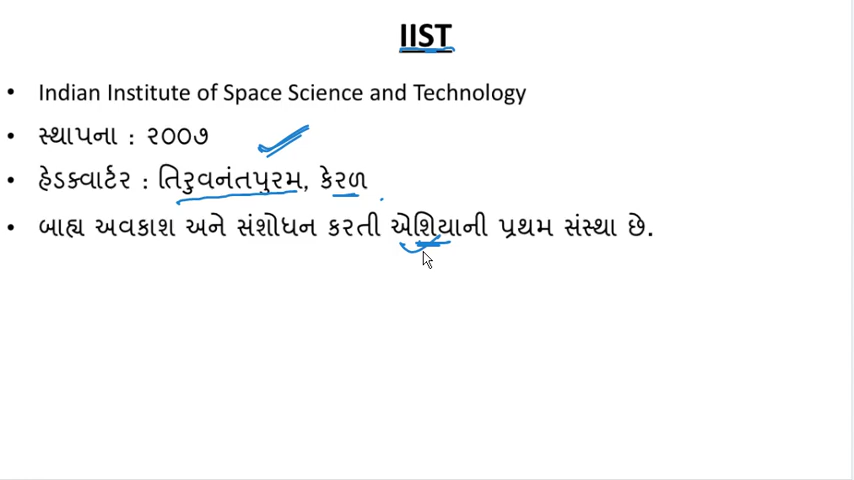 IIST
• Indian Institute of Space Science and Technology
• સ્થાપના : ૨૦૦૭
• હેડક્વાર્ટર : તિરુવનંતપુરમ, કેરળ
• બાહ્ય અવકાશ અને સંશોધન કરતી એશિયાની પ્રથમ સંસ્થા છે.